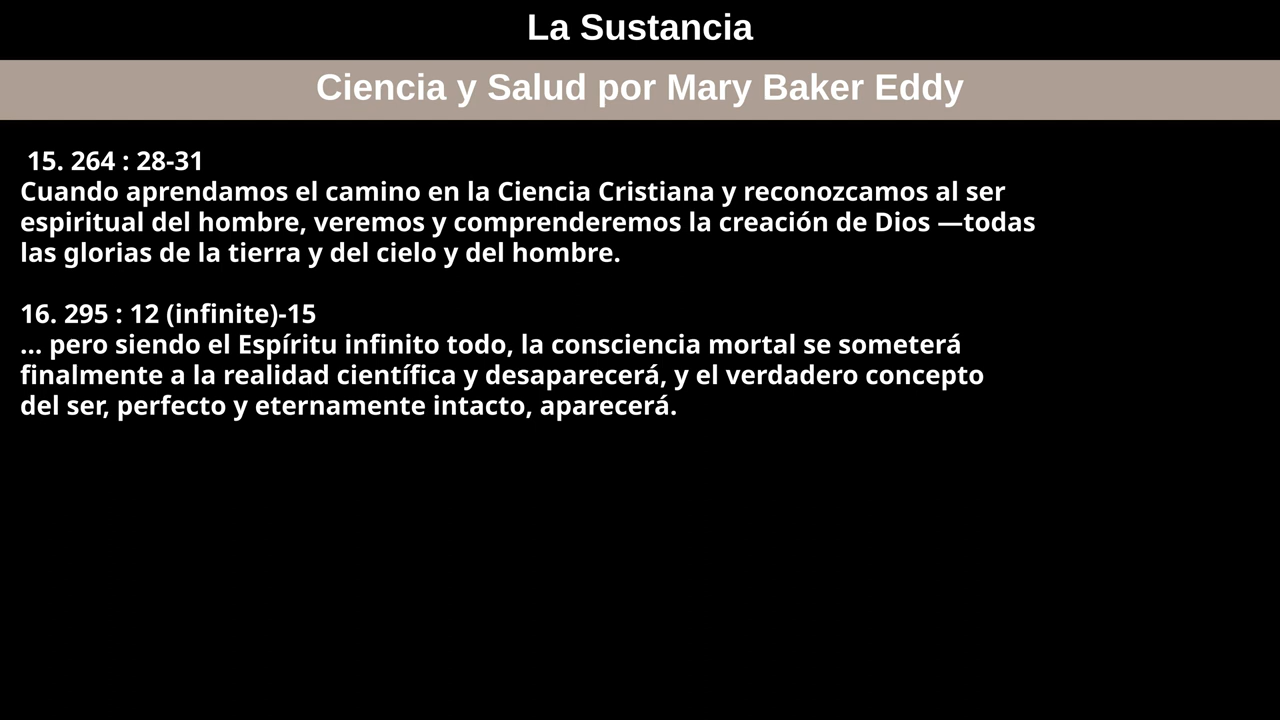 La Sustancia
Ciencia y Salud por Mary Baker Eddy
15. 264 : 28-31
Cuando aprendamos el camino en la Ciencia Cristiana y reconozcamos al ser
espiritual del hombre, veremos y comprenderemos la creación de Dios —todas
las glorias de la tierra y del cielo y del hombre.
16. 295 : 12 (infinite)-15
... pero siendo el Espíritu infinito todo, la consciencia mortal se someterá
finalmente a la realidad científica y desaparecerá, y el verdadero concepto
del ser, perfecto y eternamente intacto, aparecerá.